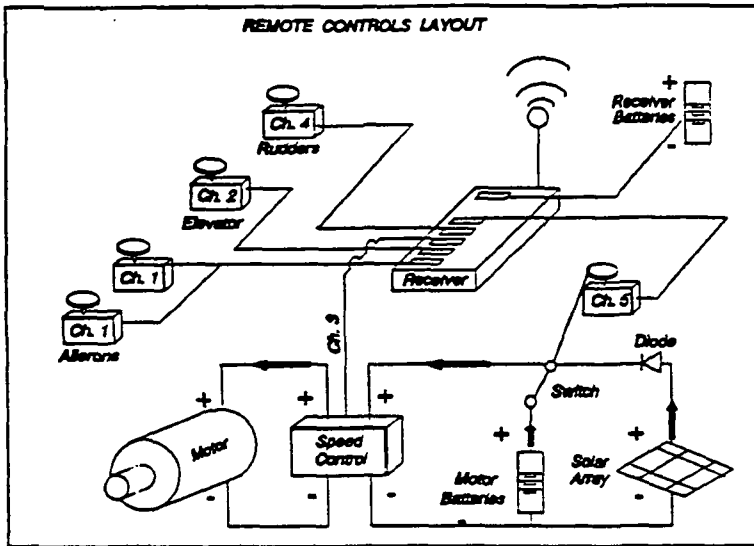 REMOTE CONTROLS LAYOUT
+
Receiver
Batteries
-
Ch. 4
Rudders
Ch. 2
Elevator
Ch. 1
Ch. 1
Ailerons
Receiver
Ch. 5
Ch. 3
Diode
Switch
+
+
+
+
+
Motor
Speed
Control
Motor
Batteries
Solar
Array
-
-
-
-
-